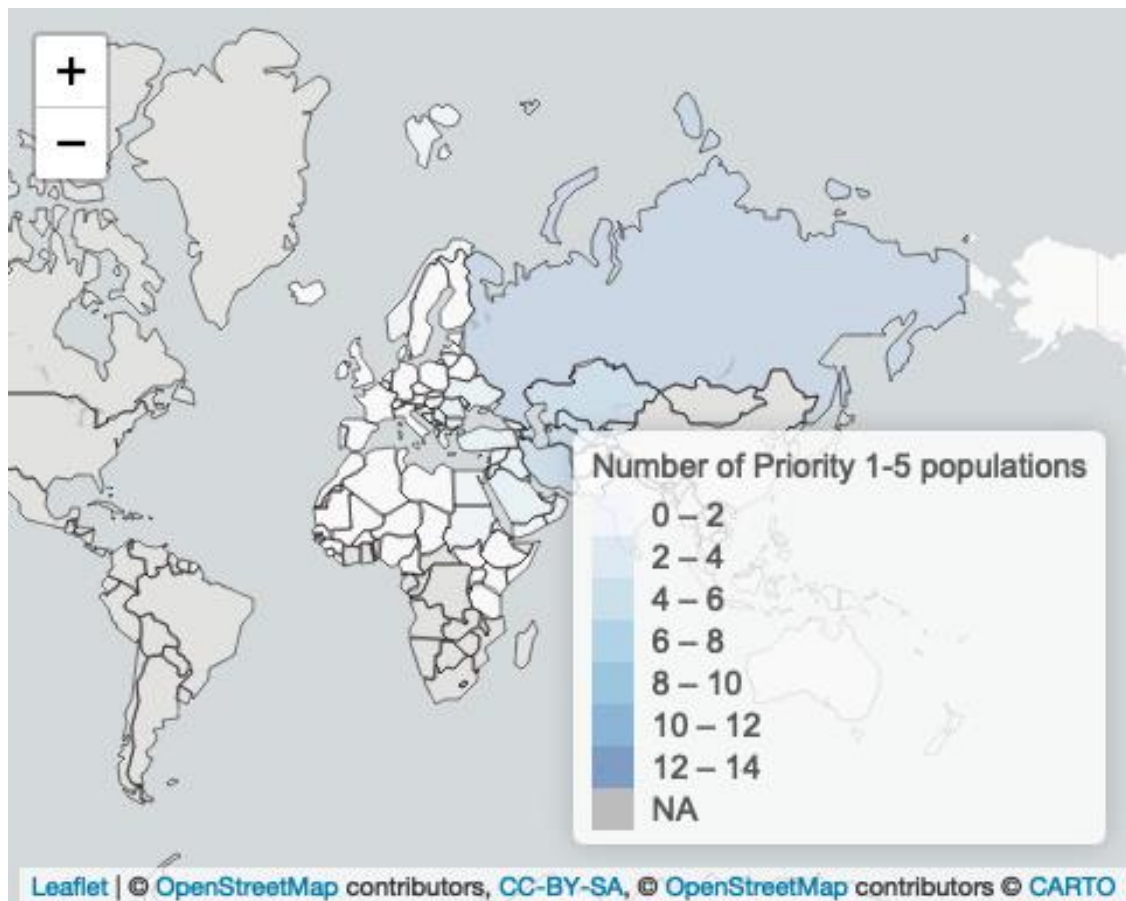 +
−
Number of Priority 1-5 populations
0 – 2
2 – 4
4 – 6
6 – 8
8 – 10
10 – 12
12 – 14
NA
Leaflet | © OpenStreetMap contributors, CC-BY-SA, © OpenStreetMap contributors © CARTO